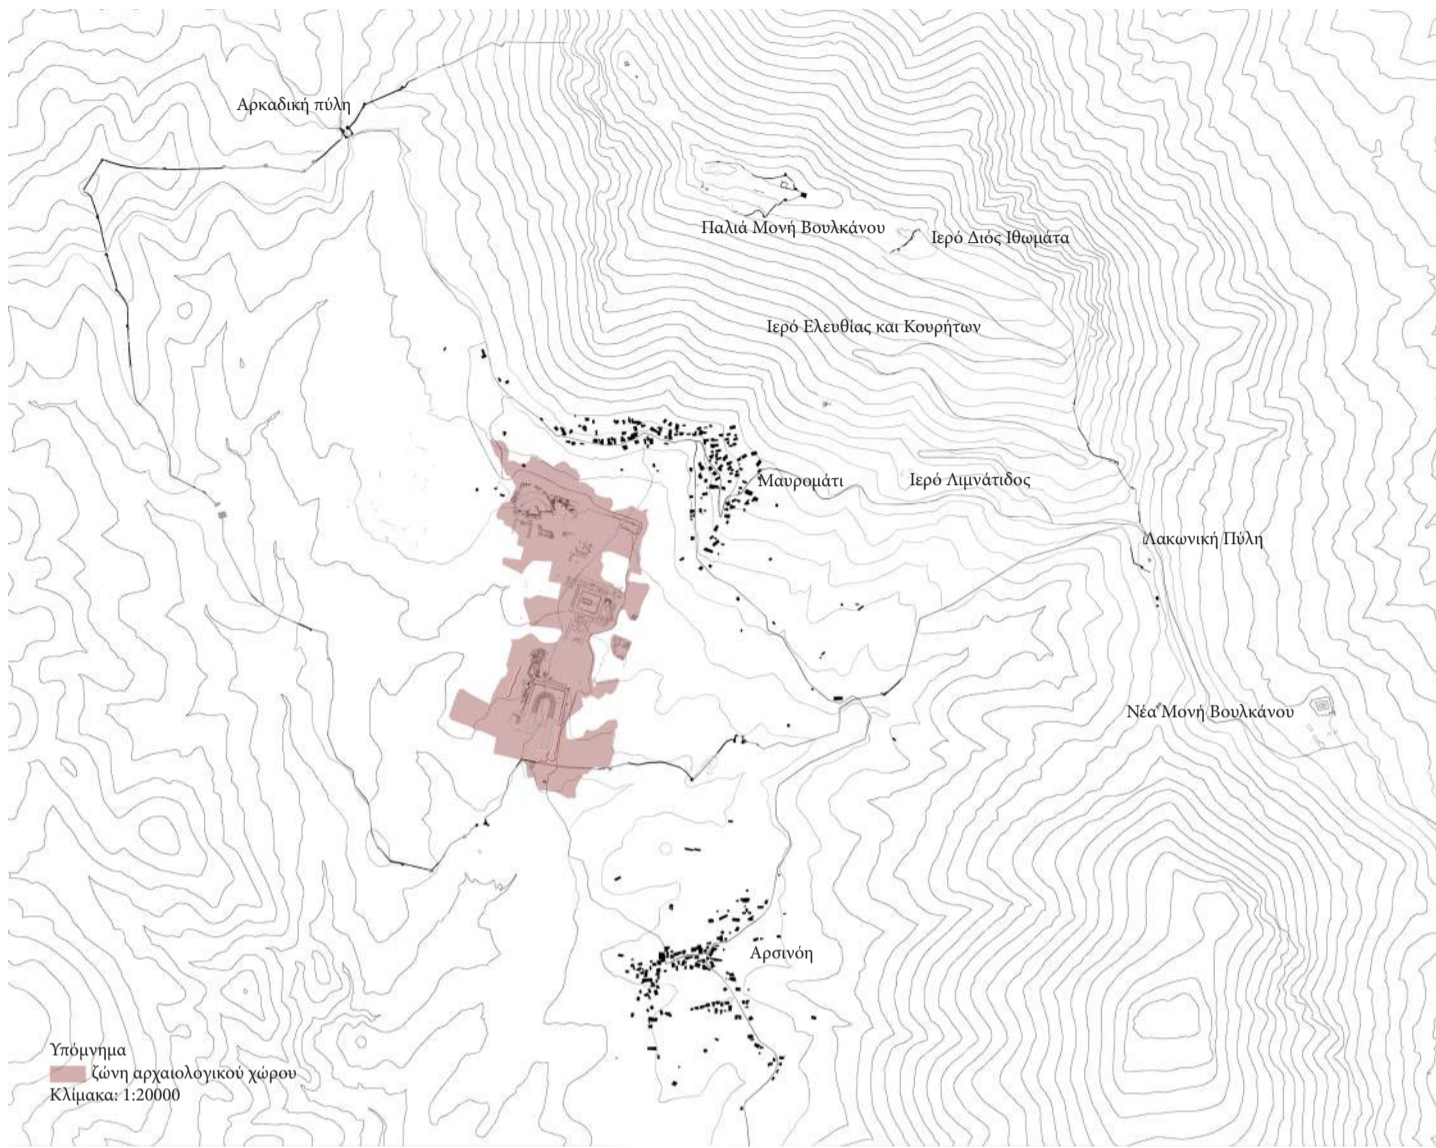 Αρκαδική πύλη
Παλιά Μονή Βουλκάνου
Ιερό Διός Ιθωμάτα
Ιερό Ελευθίας και Κουρήτων
Μαυρομάτι
Ιερό Λιμνάτιδος
Λακωνική Πύλη
Νέα Μονή Βουλκάνου
Αρσινόη
Υπόμνημα
ζώνη αρχαιολογικού χώρου
Κλίμακα: 1:20000